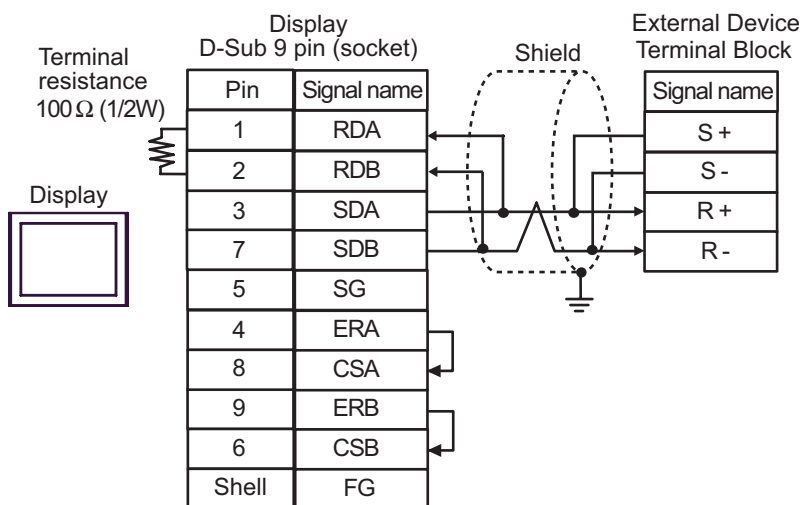 Display
D-Sub 9 pin (socket)
External Device
Terminal Block
Shield
Terminal
resistance
100Ω (1/2W)
Display
Pin Signal name
1 RDA
2 RDB
3 SDA
7 SDB
5 SG
4 ERA
8 CSA
9 ERB
6 CSB
Shell FG
Signal name
S +
S -
R +
R -